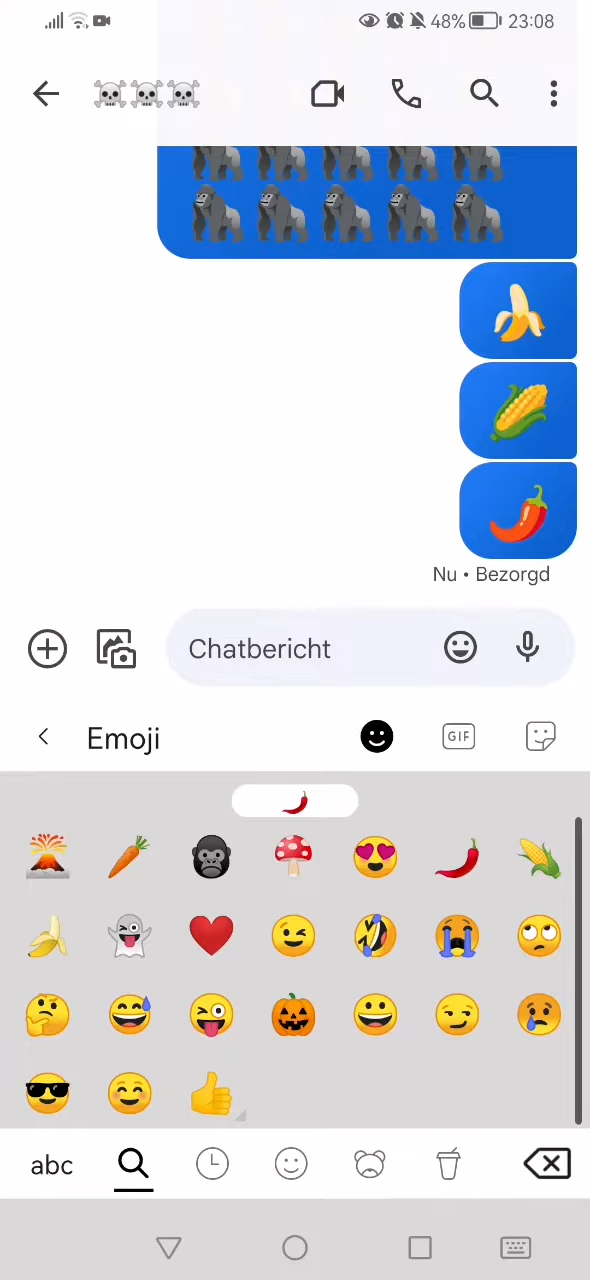 48% 23:08
☠️☠️☠️
🦍🦍🦍🦍🦍
🦍🦍🦍🦍🦍
🍌
🌽
🌶️
Nu • Bezorgd
Chatbericht
Emoji
GIF
abc